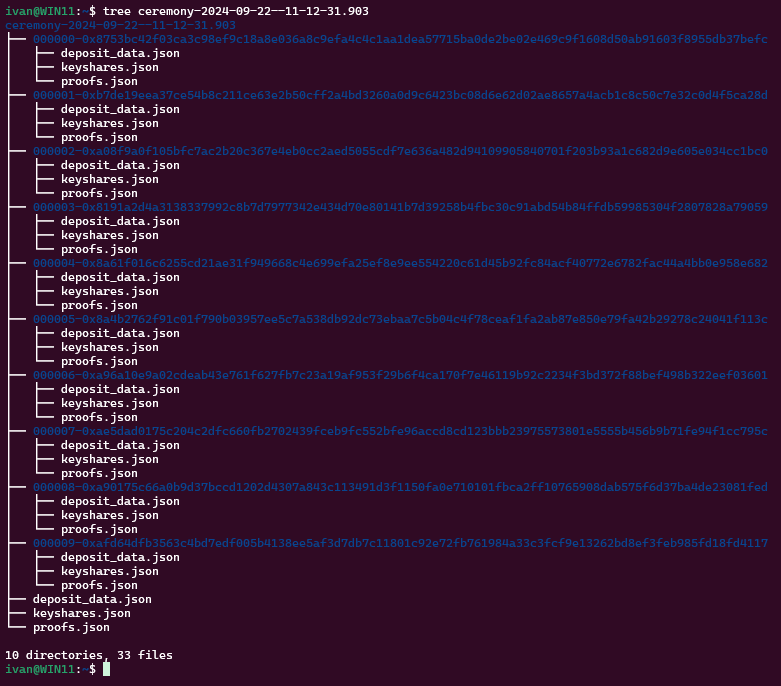 ivan@WIN11:~$ tree ceremony-2024-09-22--11-12-31.903
ceremony-2024-09-22--11-12-31.903
├── 000000-0x8753bc42f03ca3c98ef9c18a8e036a8c9efa4c4c1aa1dea57715ba0de2be02e469c9f1608d50ab91603f8955db37befc
│   ├── deposit_data.json
│   ├── keyshares.json
│   └── proofs.json
├── 000001-0xb7de19eea37ce54b8c211ce63e2b50cff2a4bd3260a0d9c6423bc08d6e62d02ae8657a4acb1c8c50c7e32c0d4f5ca28d
│   ├── deposit_data.json
│   ├── keyshares.json
│   └── proofs.json
├── 000002-0xa08f9a0f105bfc7ac2b20c367e4eb0cc2aed5055cdf7e636a482d94109905840701f203b93a1c682d9e605e034cc1bc0
│   ├── deposit_data.json
│   ├── keyshares.json
│   └── proofs.json
├── 000003-0x8191a2d4a3138337992c8b7d7977342e434d70e80141b7d39258b4fbc30c91abd54b84ffdb59985304f2807828a79059
│   ├── deposit_data.json
│   ├── keyshares.json
│   └── proofs.json
├── 000004-0x8a61f016c6255cd21ae31f949668c4e699efa25ef8e9ee554220c61d45b92fc84acf40772e6782fac44a4bb0e958e682
│   ├── deposit_data.json
│   ├── keyshares.json
│   └── proofs.json
├── 000005-0x8a4b2762f91c01f790b03957ee5c7a538db92dc73ebaa7c5b04c4f78ceaf1fa2ab87e850e79fa42b29278c24041f113c
│   ├── deposit_data.json
│   ├── keyshares.json
│   └── proofs.json
├── 000006-0xa96a10e9a02cdeab43e761f627fb7c23a19af953f29b6f4ca170f7e46119b92c2234f3bd372f88bef498b322eef03601
│   ├── deposit_data.json
│   ├── keyshares.json
│   └── proofs.json
├── 000007-0xae5dad0175c204c2dfc660fb2702439fceb9fc552bfe96accd8cd123bbb23975573801e5555b456b9b71fe94f1cc795c
│   ├── deposit_data.json
│   ├── keyshares.json
│   └── proofs.json
├── 000008-0xa90175c66a0b9d37bccd1202d4307a843c113491d3f1150fa0e710101fbca2ff10765908dab575f6d37ba4de23081fed
│   ├── deposit_data.json
│   ├── keyshares.json
│   └── proofs.json
├── 000009-0xafd64dfb3563c4bd7edf005b4138ee5af3d7db7c11801c92e72fb761984a33c3fcf9e13262bd8ef3feb985fd18fd4117
│   ├── deposit_data.json
│   ├── keyshares.json
│   └── proofs.json
├── deposit_data.json
├── keyshares.json
└── proofs.json
10 directories, 33 files
ivan@WIN11:~$